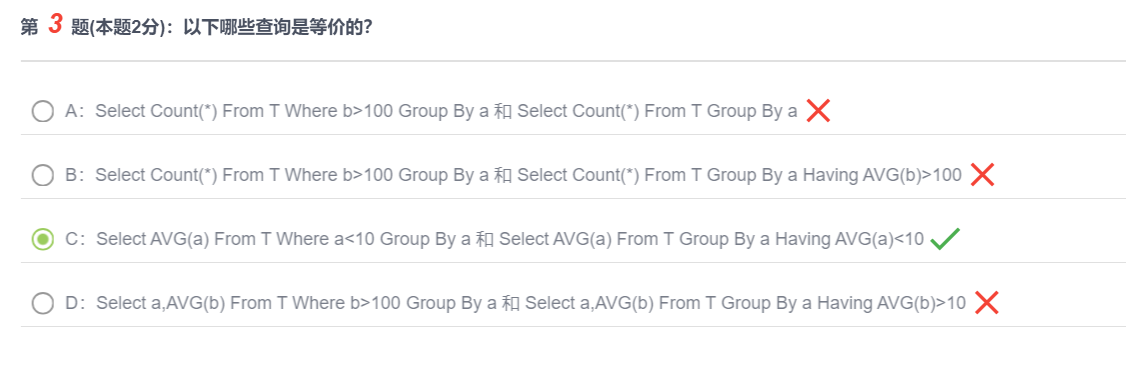 第 3 题(本题2分)：以下哪些查询是等价的?
A：Select Count(*) From T Where b>100 Group By a 和 Select Count(*) From T Group By a
B：Select Count(*) From T Where b>100 Group By a 和 Select Count(*) From T Group By a Having AVG(b)>100
C：Select AVG(a) From T Where a<10 Group By a 和 Select AVG(a) From T Group By a Having AVG(a)<10
D：Select a,AVG(b) From T Where b>100 Group By a 和 Select a,AVG(b) From T Group By a Having AVG(b)>10